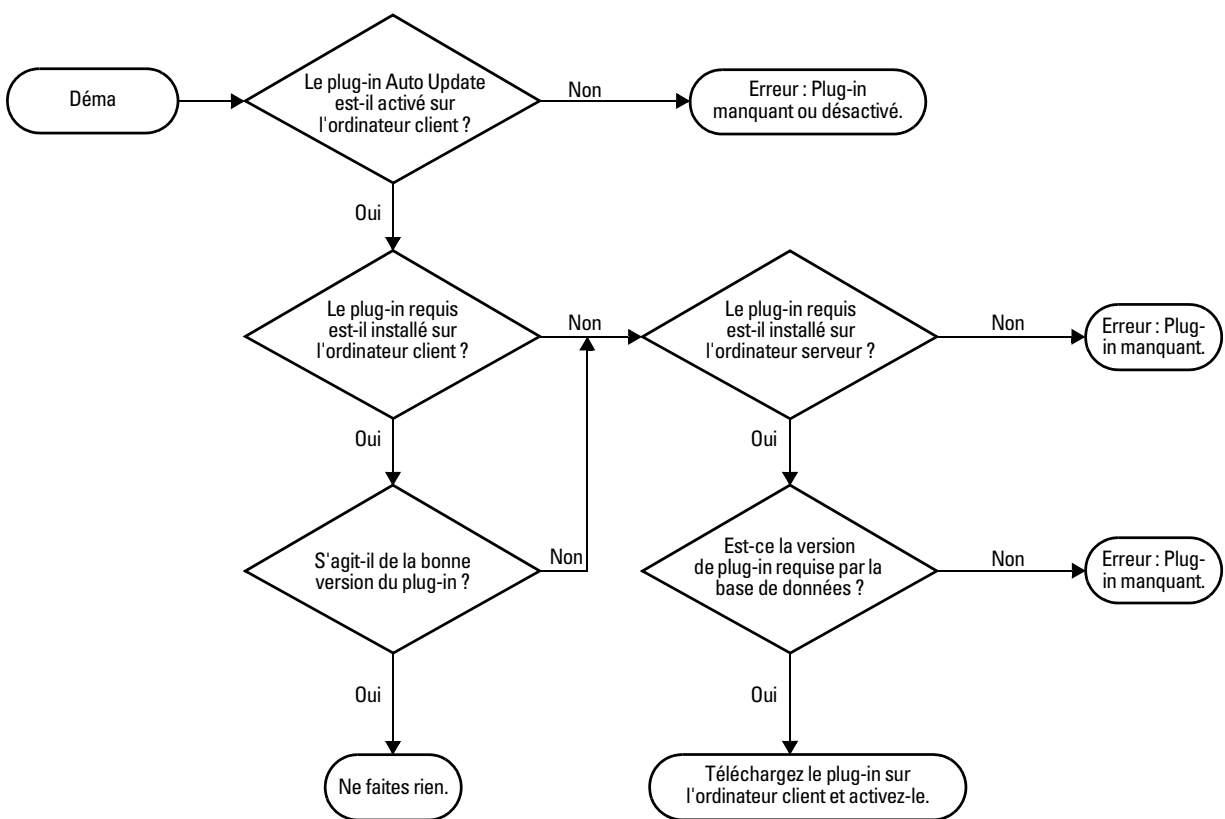 Déma
Le plug-in Auto Update
est-il activé sur
l'ordinateur client ?
Non
Erreur : Plug-in
manquant ou désactivé.
Oui
Le plug-in requis
est-il installé sur
l'ordinateur client ?
Non
Le plug-in requis
est-il installé sur
l'ordinateur serveur ?
Non
Erreur : Plug-
in manquant.
Oui
Oui
S'agit-il de la bonne
version du plug-in ?
Non
Est-ce la version
de plug-in requise par la
base de données ?
Non
Erreur : Plug-
in manquant.
Oui
Oui
Ne faites rien.
Téléchargez le plug-in sur
l'ordinateur client et activez-le.